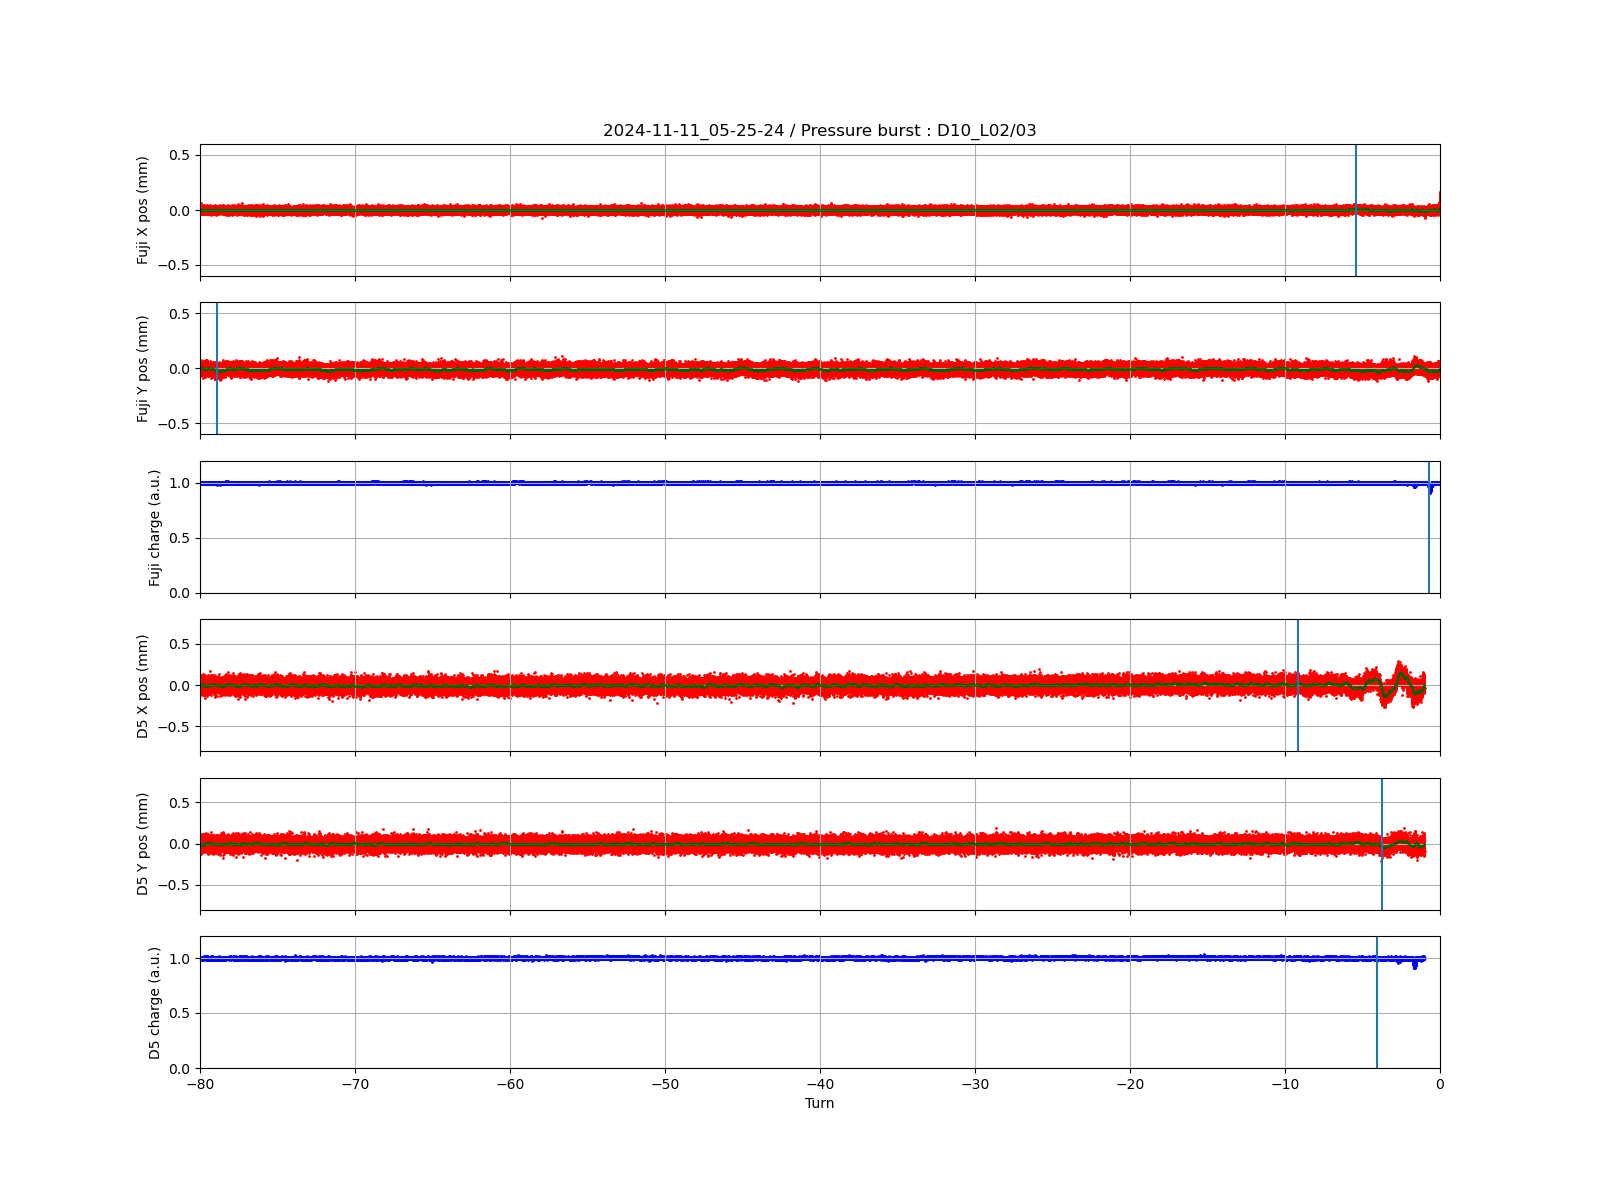 2024-11-11_05-25-24 / Pressure burst : D10_L02/03
Fuji X pos (mm)
0.5
0.0
−0.5
Fuji Y pos (mm)
0.5
0.0
−0.5
Fuji charge (a.u.)
1.0
0.5
0.0
D5 X pos (mm)
0.5
0.0
−0.5
D5 Y pos (mm)
0.5
0.0
−0.5
D5 charge (a.u.)
1.0
0.5
0.0
−80 −70 −60 −50 −40 −30 −20 −10 0
Turn